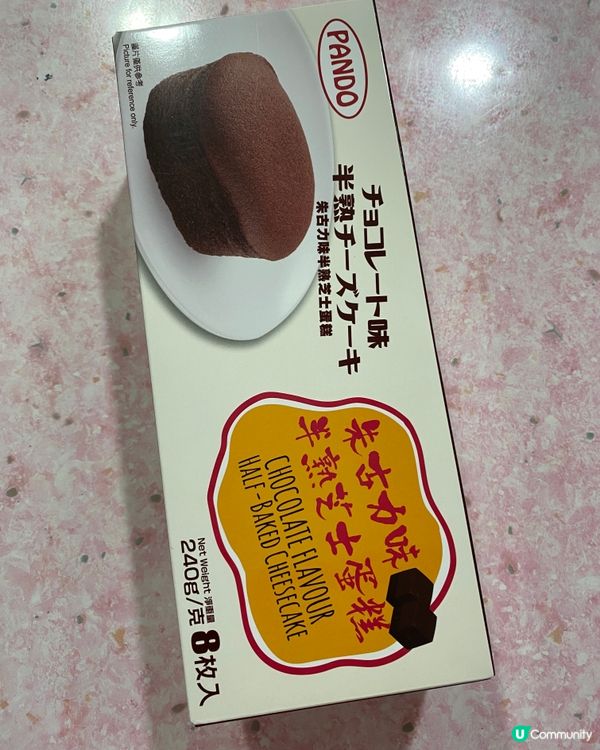 PANDO
チョコレート味
半熟チーズケーキ
朱古力味半熟芝士蛋糕
圖片僅供參考
Picture for reference only.
朱古力味
半熟芝士蛋糕
CHOCOLATE FLAVOUR
HALF-BAKED CHEESECAKE
Net Weight 淨重量
240g/克 8枚入
U Community